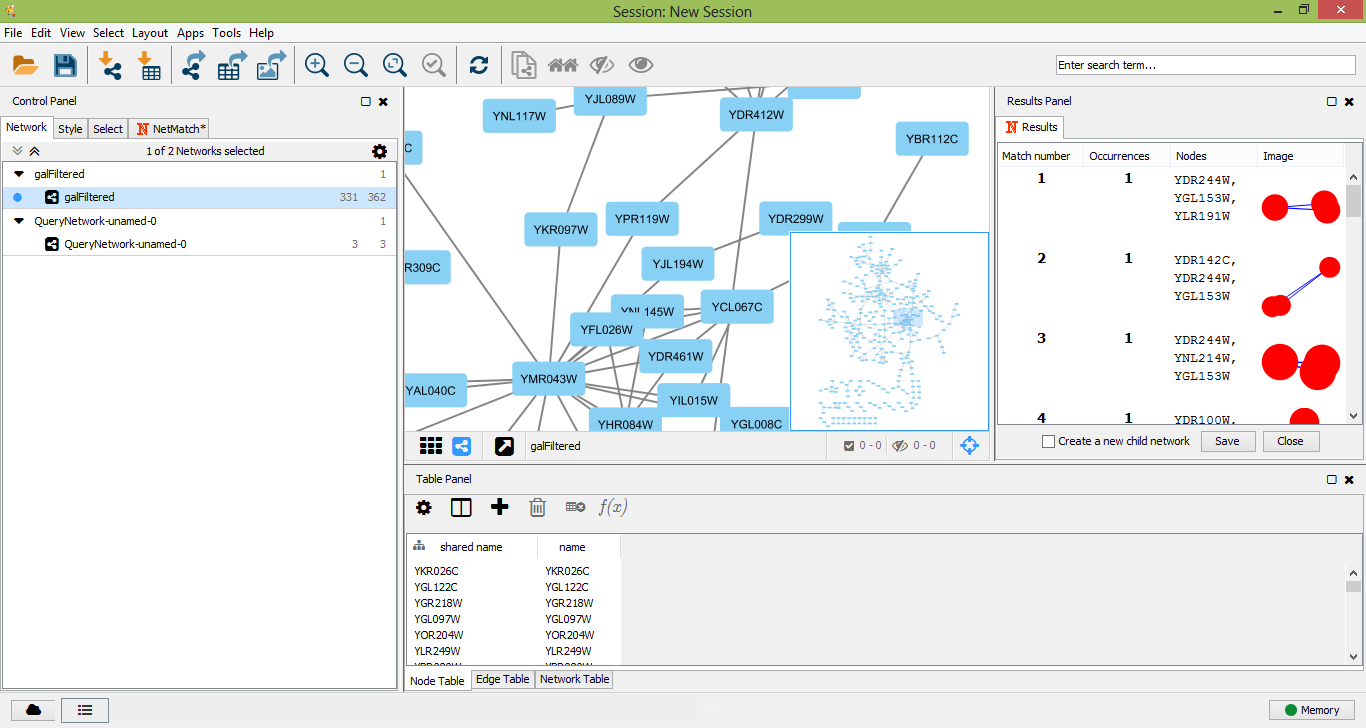 Session: New Session
File Edit View Select Layout Apps Tools Help
Enter search term...
Control Panel
Network Style Select NetMatch*
1 of 2 Networks selected
galFiltered 1
galFiltered 331 362
QueryNetwork-unamed-0 1
QueryNetwork-unamed-0 3 3
YJL089W
YNL117W
YDR412W
YBR112C
C
YPR119W
YDR299W
YKR097W
YJL194W
R309C
YCL067C
YNL145W
YFL026W
YDR461W
YMR043W
YAL040C
YIL015W
YHR084W
YGL008C
galFiltered
0 - 0
0 - 0
Results Panel
Results
Match number Occurrences Nodes Image
1 1 YDR244W,
YGL153W,
YLR191W
2 1 YDR142C,
YDR244W,
YGL153W
3 1 YDR244W,
YNL214W,
YGL153W
4 1 YDR100W,
Create a new child network Save Close
Table Panel
f(x)
shared name name
YKR026C YKR026C
YGL122C YGL122C
YGR218W YGR218W
YGL097W YGL097W
YOR204W YOR204W
YLR249W YLR249W
Node Table Edge Table Network Table
Memory